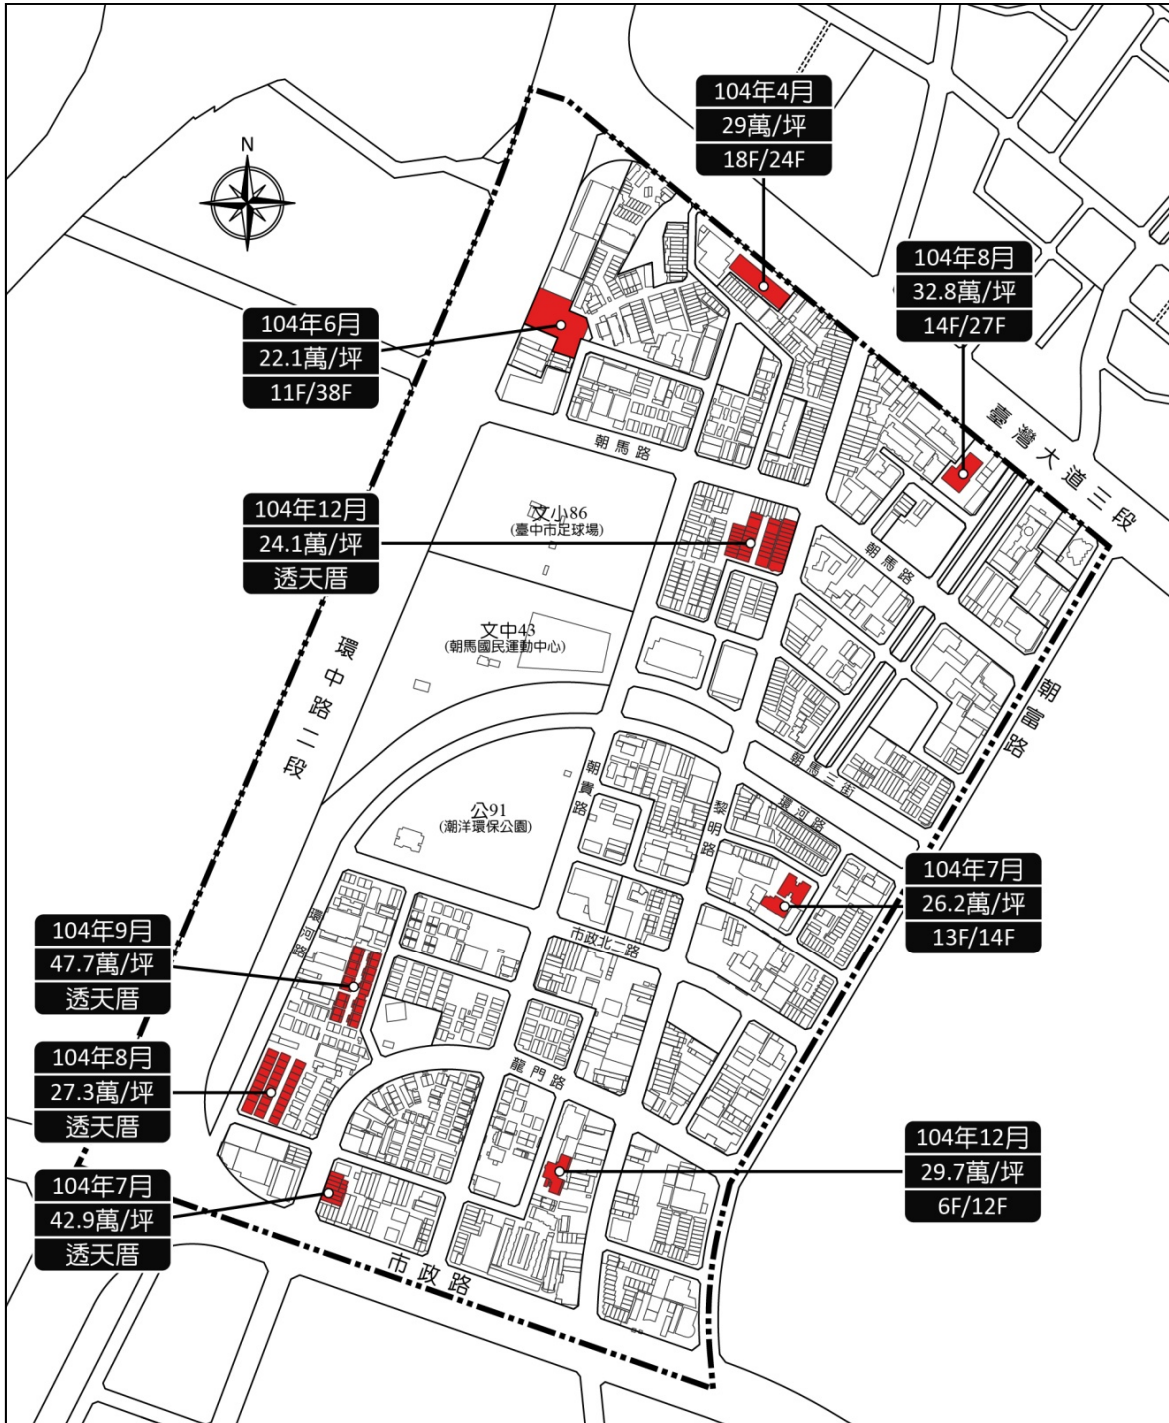 104年4月
29萬/坪
18F/24F
N
104年8月
32.8萬/坪
14F/27F
104年6月
22.1萬/坪
11F/38F
臺灣大道三段
朝馬路
104年12月
24.1萬/坪
透天厝
文小86
(臺中市足球場)
朝馬路
文中43
(朝馬國民運動中心)
環中路二段
朝富路
朝馬三街
朝貴路
黎明路
環河路
公91
(潮洋環保公園)
104年7月
26.2萬/坪
13F/14F
環河路
市政北二路
104年9月
47.7萬/坪
透天厝
104年8月
27.3萬/坪
透天厝
龍門路
104年12月
29.7萬/坪
6F/12F
104年7月
42.9萬/坪
透天厝
市政路